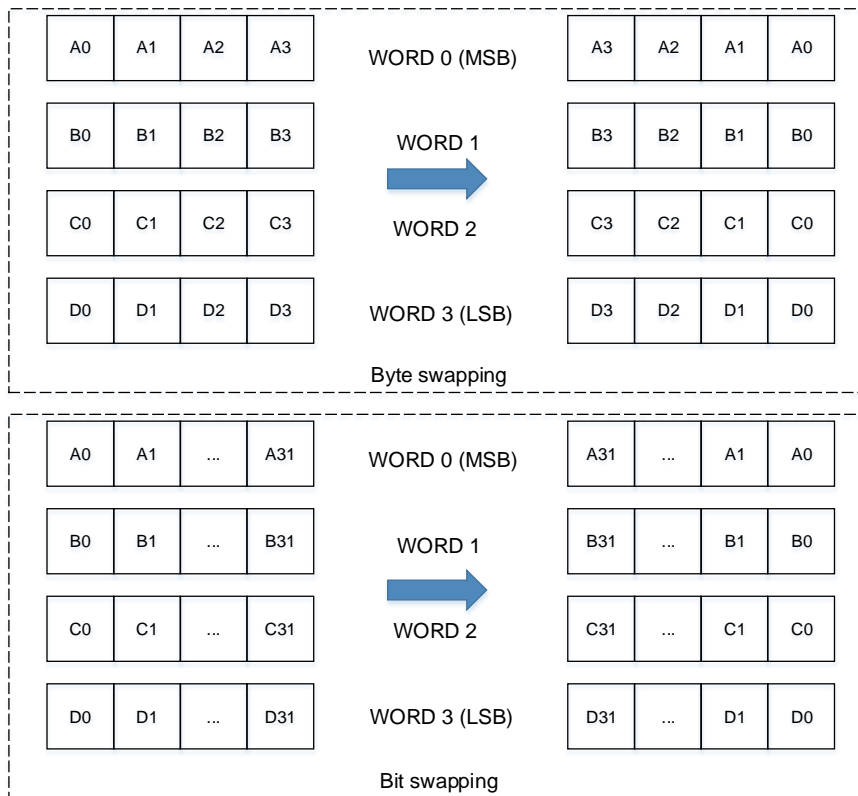 A0 A1 A2 A3 WORD 0 (MSB) A3 A2 A1 A0
B0 B1 B2 B3 WORD 1 B3 B2 B1 B0
C0 C1 C2 C3 WORD 2 C3 C2 C1 C0
D0 D1 D2 D3 WORD 3 (LSB) D3 D2 D1 D0
Byte swapping
A0 A1 ... A31 WORD 0 (MSB) A31 ... A1 A0
B0 B1 ... B31 WORD 1 B31 ... B1 B0
C0 C1 ... C31 WORD 2 C31 ... C1 C0
D0 D1 ... D31 WORD 3 (LSB) D31 ... D1 D0
Bit swapping